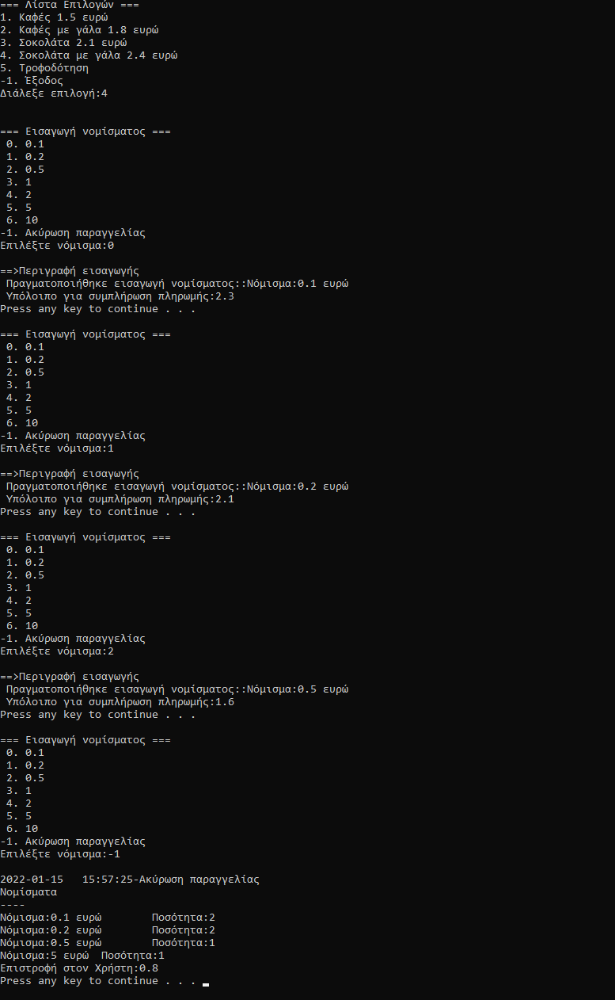 === Λίστα Επιλογών ===
1. Καφές 1.5 ευρώ
2. Καφές με γάλα 1.8 ευρώ
3. Σοκολάτα 2.1 ευρώ
4. Σοκολάτα με γάλα 2.4 ευρώ
5. Τροφοδότηση
-1. Έξοδος
Διάλεξε επιλογή:4
=== Εισαγωγή νομίσματος ===
0. 0.1
1. 0.2
2. 0.5
3. 1
4. 2
5. 5
6. 10
-1. Ακύρωση παραγγελίας
Επιλέξτε νόμισμα:0
==>Περιγραφή εισαγωγής
Πραγματοποιήθηκε εισαγωγή νομίσματος::Νόμισμα:0.1 ευρώ
Υπόλοιπο για συμπλήρωση πληρωμής:2.3
Press any key to continue . . .
=== Εισαγωγή νομίσματος ===
0. 0.1
1. 0.2
2. 0.5
3. 1
4. 2
5. 5
6. 10
-1. Ακύρωση παραγγελίας
Επιλέξτε νόμισμα:1
==>Περιγραφή εισαγωγής
Πραγματοποιήθηκε εισαγωγή νομίσματος::Νόμισμα:0.2 ευρώ
Υπόλοιπο για συμπλήρωση πληρωμής:2.1
Press any key to continue . . .
=== Εισαγωγή νομίσματος ===
0. 0.1
1. 0.2
2. 0.5
3. 1
4. 2
5. 5
6. 10
-1. Ακύρωση παραγγελίας
Επιλέξτε νόμισμα:2
==>Περιγραφή εισαγωγής
Πραγματοποιήθηκε εισαγωγή νομίσματος::Νόμισμα:0.5 ευρώ
Υπόλοιπο για συμπλήρωση πληρωμής:1.6
Press any key to continue . . .
=== Εισαγωγή νομίσματος ===
0. 0.1
1. 0.2
2. 0.5
3. 1
4. 2
5. 5
6. 10
-1. Ακύρωση παραγγελίας
Επιλέξτε νόμισμα:-1
2022-01-15   15:57:25-Ακύρωση παραγγελίας
Νομίσματα
----
Νόμισμα:0.1 ευρώ        Ποσότητα:2
Νόμισμα:0.2 ευρώ        Ποσότητα:2
Νόμισμα:0.5 ευρώ        Ποσότητα:1
Νόμισμα:5 ευρώ  Ποσότητα:1
Επιστροφή στον Χρήστη:0.8
Press any key to continue . . .